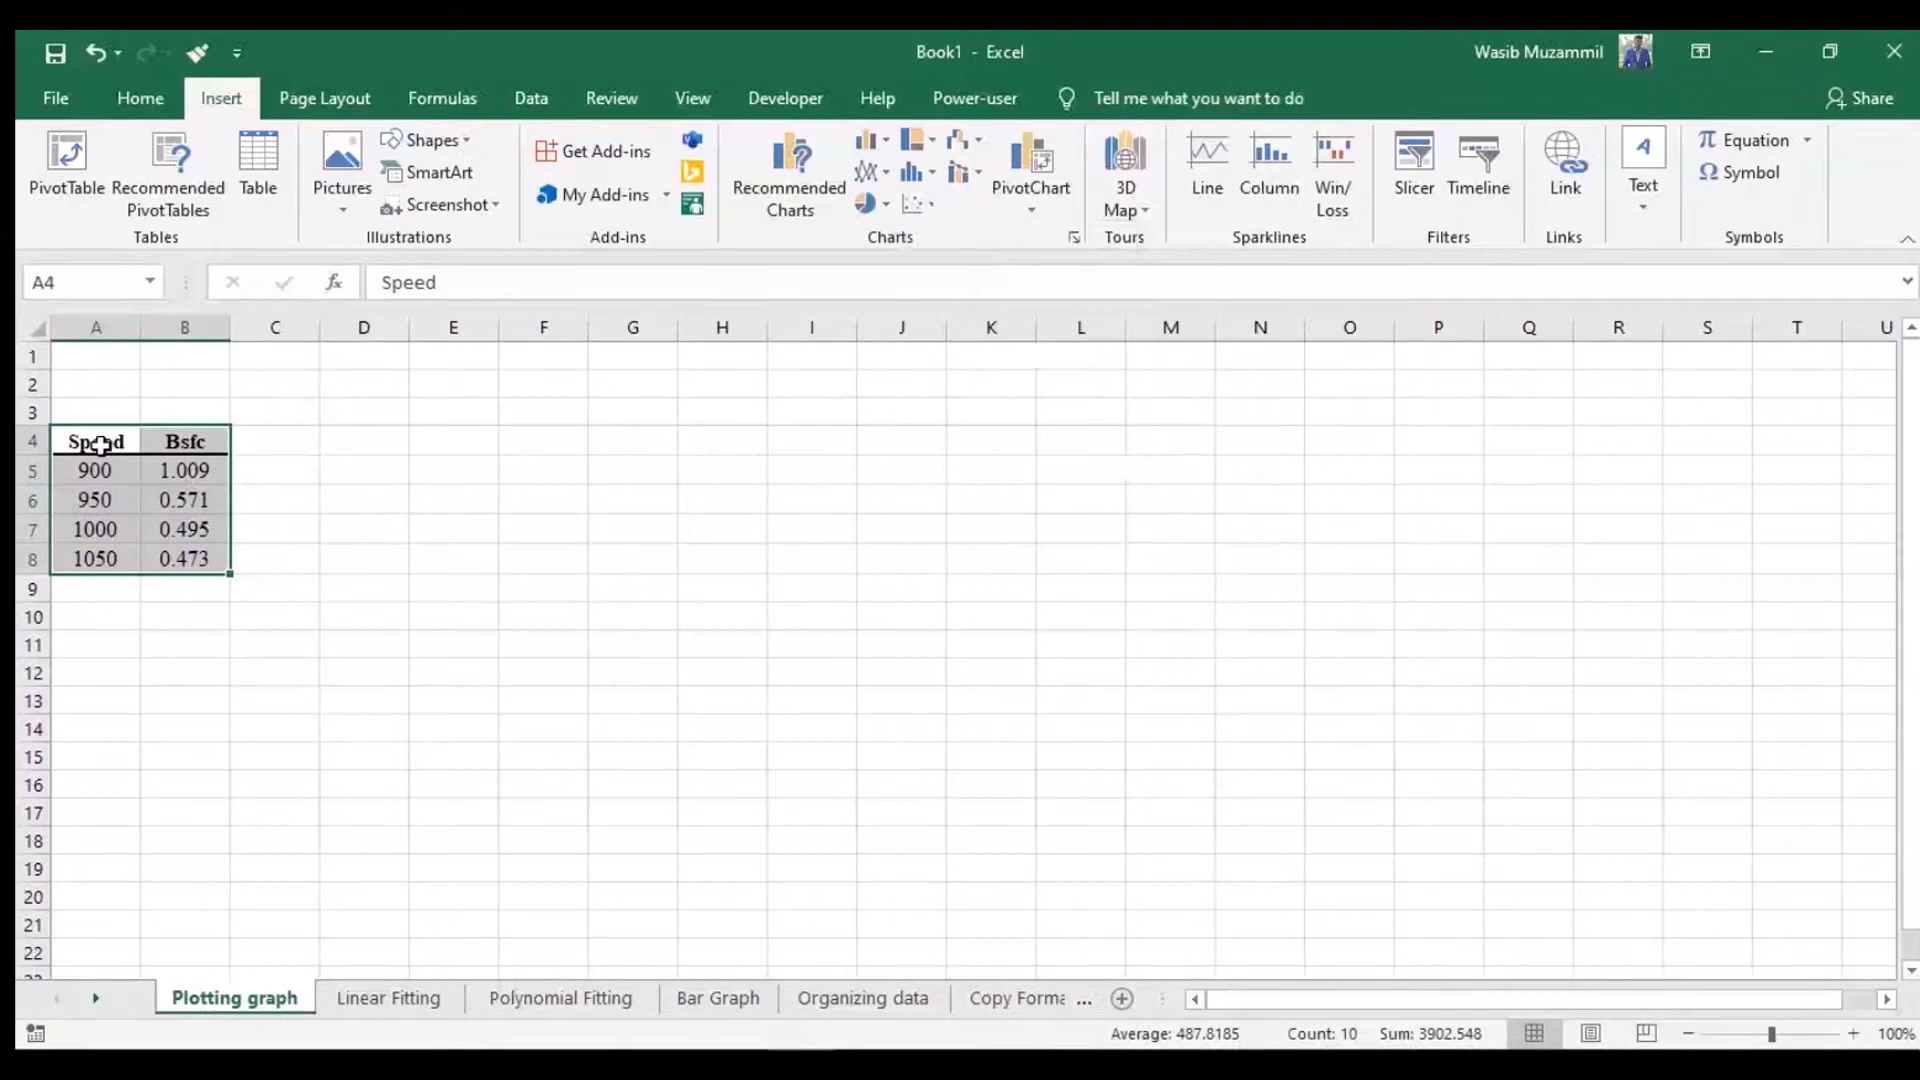 Book1 - Excel
Wasib Muzammil
File Home Insert Page Layout Formulas Data Review View Developer Help Power-user Tell me what you want to do Share
PivotTable
Recommended
PivotTables
Table
Tables
Pictures
Shapes
SmartArt
Screenshot
Illustrations
Get Add-ins
My Add-ins
Add-ins
Recommended
Charts
PivotChart
Charts
3D
Map
Tours
Line
Column
Win/
Loss
Sparklines
Slicer
Timeline
Filters
Link
Links
Text
π Equation
Ω Symbol
Symbols
A4 fx Speed
A B C D E F G H I J K L M N O P Q R S T U
1
2
3
4 Speed Bsfc
5 900 1.009
6 950 0.571
7 1000 0.495
8 1050 0.473
9
10
11
12
13
14
15
16
17
18
19
20
21
22
Plotting graph Linear Fitting Polynomial Fitting Bar Graph Organizing data Copy Forma ...
Average: 487.8185 Count: 10 Sum: 3902.548 100%